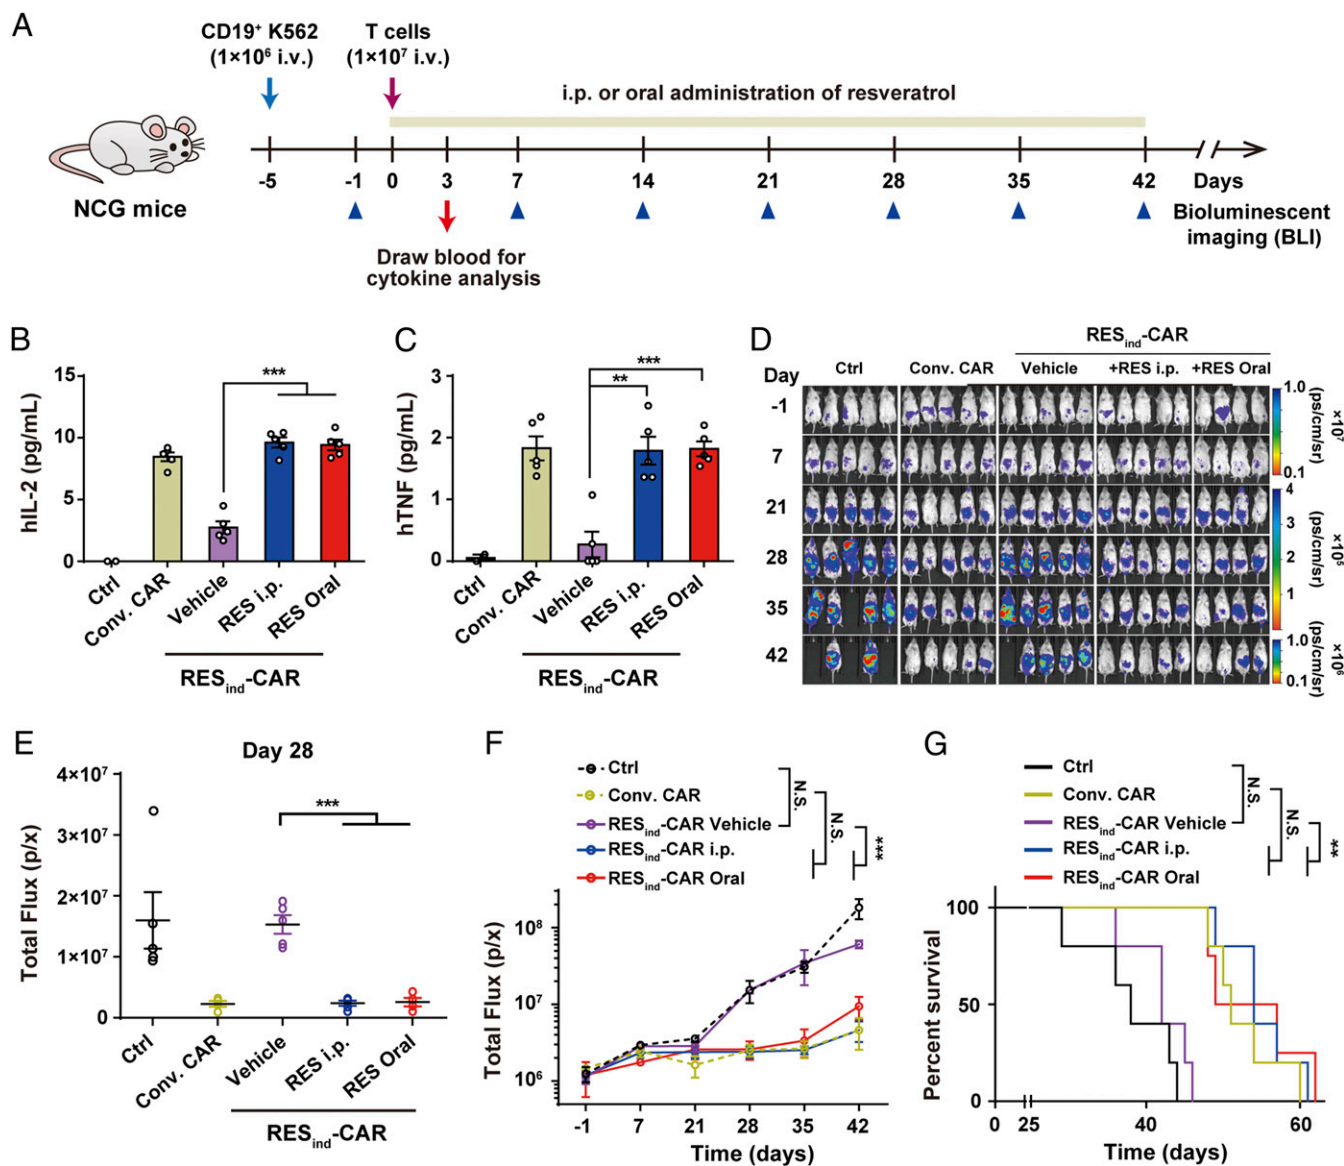 A
CD19⁺ K562
(1×10⁶ i.v.)
T cells
(1×10⁷ i.v.)
i.p. or oral administration of resveratrol
-5 -1 0 3 7 14 21 28 35 42 Days
NCG mice
Draw blood for
cytokine analysis
Bioluminescent
imaging (BLI)
B
hIL-2 (pg/mL)
15
10
5
0
***
Ctrl
Conv. CAR
Vehicle
RES i.p.
RES Oral
RESind-CAR
C
hTNF (pg/mL)
3
2
1
0
***
**
Ctrl
Conv. CAR
Vehicle
RES i.p.
RES Oral
RESind-CAR
D
RESind-CAR
Day
Ctrl Conv. CAR Vehicle +RES i.p. +RES Oral
-1
7
21
28
35
42
1.0
0.1
×10⁷
(ps/cm/sr)
4
3
2
1
×10⁵
(ps/cm/sr)
1.0
0.1
×10⁶
(ps/cm/sr)
E
Day 28
Total Flux (p/x)
4×10⁷
3×10⁷
2×10⁷
1×10⁷
0
***
Ctrl
Conv. CAR
Vehicle
RES i.p.
RES Oral
RESind-CAR
F
Ctrl
Conv. CAR
RESind-CAR Vehicle
RESind-CAR i.p.
RESind-CAR Oral
N.S.
N.S.
***
Total Flux (p/x)
10⁸
10⁷
10⁶
-1 7 21 28 35 42
Time (days)
G
Ctrl
Conv. CAR
RESind-CAR Vehicle
RESind-CAR i.p.
RESind-CAR Oral
N.S.
N.S.
**
Percent survival
100
50
0
0 25 40 60
Time (days)